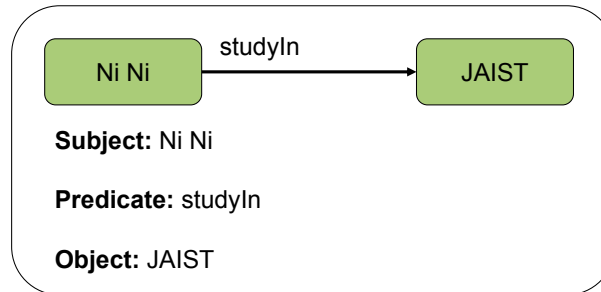 studyIn
Ni Ni
JAIST
Subject: Ni Ni
Predicate: studyIn
Object: JAIST